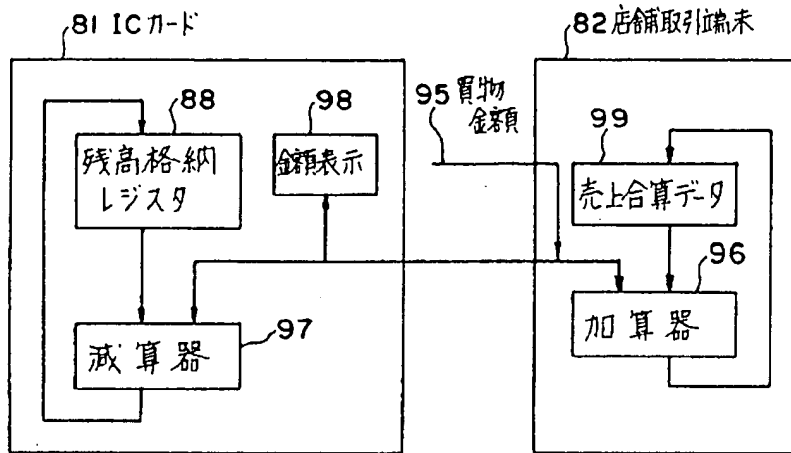 81 ICカード
82 店舗取引端末
88
98
95 買物
金額
99
残高格納
レジスタ
金額表示
売上合算データ
96
97
減算器
加算器